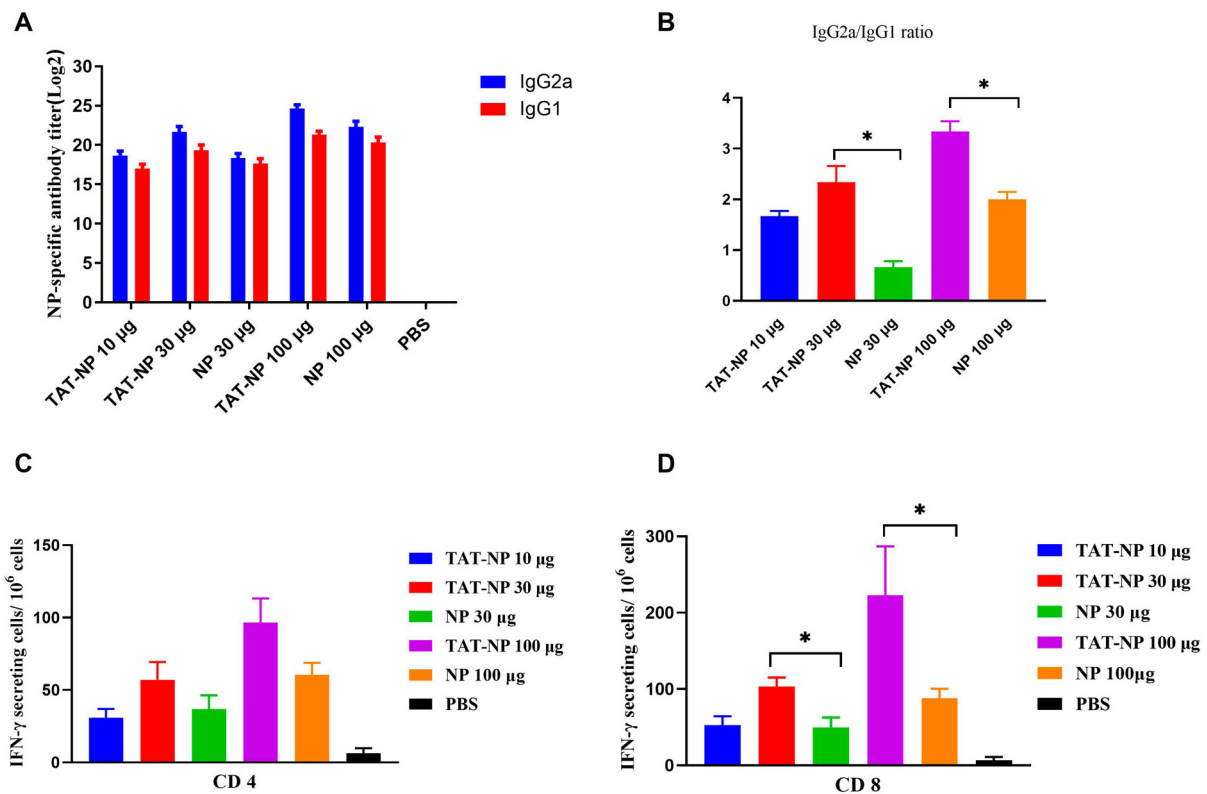 A
NP-specific antibody titer(Log2)
30
25
20
15
10
5
0
IgG2a
IgG1
TAT-NP 10 μg
TAT-NP 30 μg
NP 30 μg
TAT-NP 100 μg
NP 100 μg
PBS
B
IgG2a/IgG1 ratio
4
3
2
1
0
*
*
TAT-NP 10 μg
TAT-NP 30 μg
NP 30 μg
TAT-NP 100 μg
NP 100 μg
C
IFN-γ secreting cells/ 10⁶ cells
150
100
50
0
CD 4
TAT-NP 10 μg
TAT-NP 30 μg
NP 30 μg
TAT-NP 100 μg
NP 100 μg
PBS
D
IFN-γ secreting cells/ 10⁶ cells
300
200
100
0
*
*
CD 8
TAT-NP 10 μg
TAT-NP 30 μg
NP 30 μg
TAT-NP 100 μg
NP 100μg
PBS